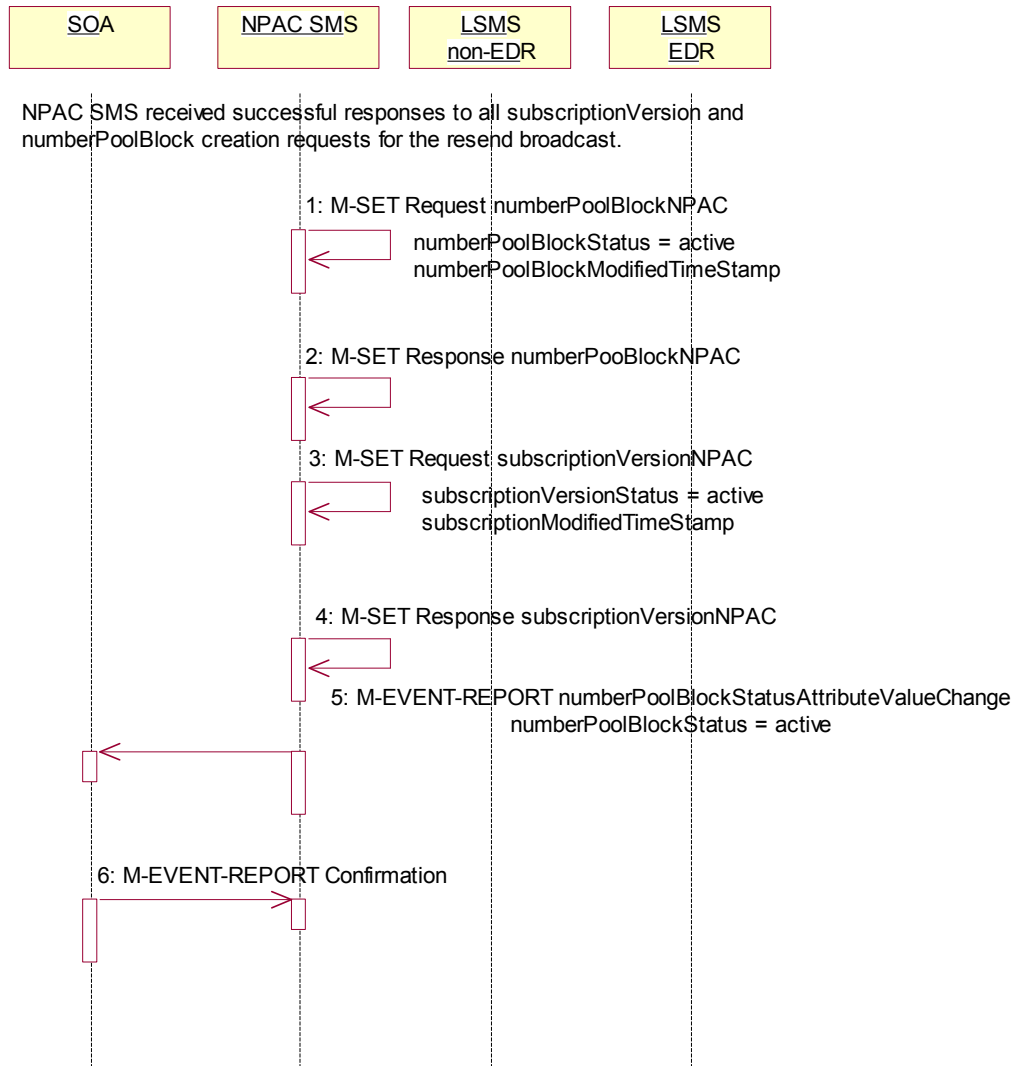 SOA
NPAC SMS
LSMS
non-EDR
LSMS
EDR
NPAC SMS received successful responses to all subscriptionVersion and
numberPoolBlock creation requests for the resend broadcast.
1: M-SET Request numberPoolBlockNPAC
numberPoolBlockStatus = active
numberPoolBlockModifiedTimeStamp
2: M-SET Response numberPooBlockNPAC
3: M-SET Request subscriptionVersionNPAC
subscriptionVersionStatus = active
subscriptionModifiedTimeStamp
4: M-SET Response subscriptionVersionNPAC
5: M-EVENT-REPORT numberPoolBlockStatusAttributeValueChange
numberPoolBlockStatus = active
6: M-EVENT-REPORT Confirmation